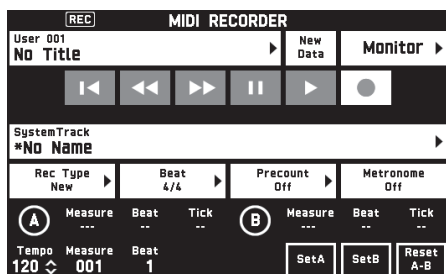 REC MIDI RECORDER
User 001
No Title
New
Data
Monitor
SystemTrack
*No Name
Rec Type
New
Beat
4/4
Precount
Off
Metronome
Off
A Measure Beat Tick B Measure Beat Tick
--- -- -- --- -- --
Tempo Measure Beat
120 001 1
SetA SetB Reset
A-B